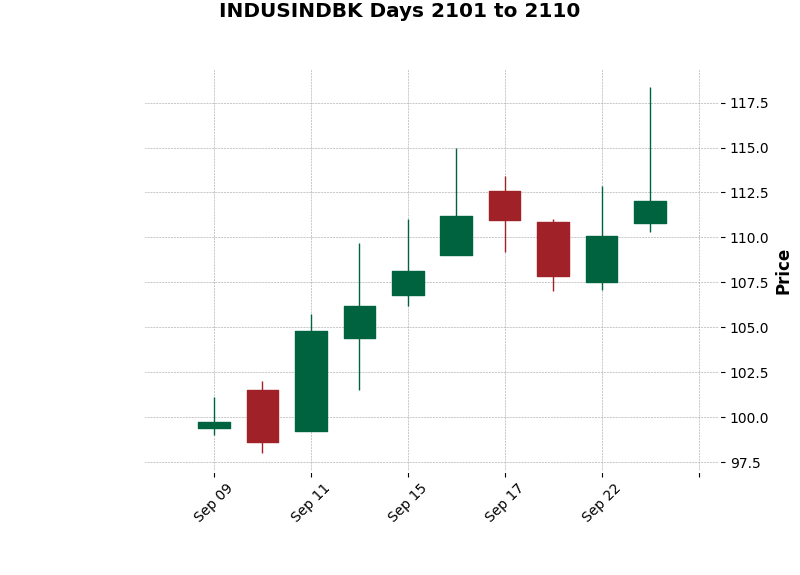 INDUSINDBK Days 2101 to 2110
117.5
115.0
112.5
110.0
107.5
105.0
102.5
100.0
97.5
Price
Sep 09
Sep 11
Sep 15
Sep 17
Sep 22